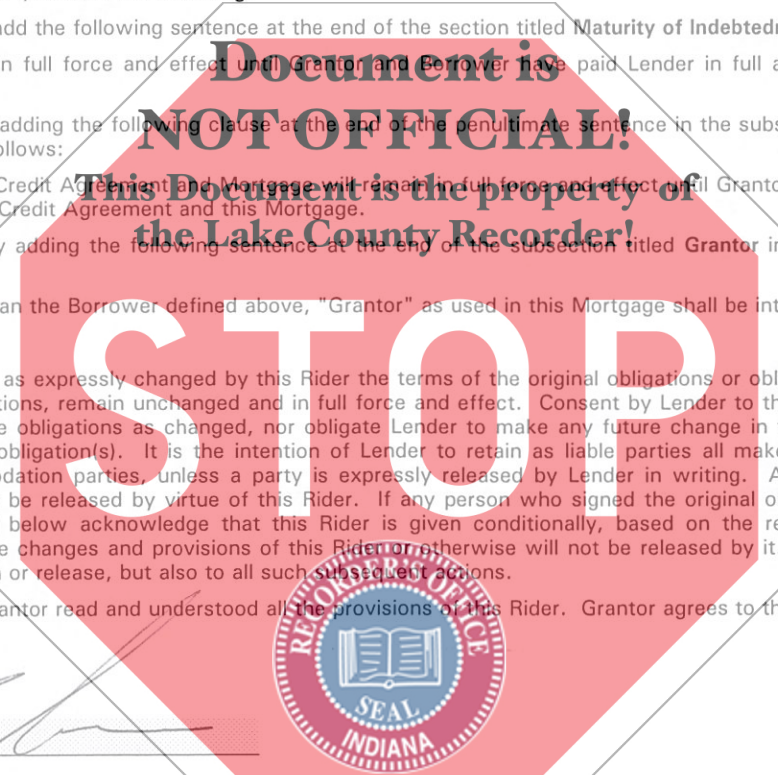 add the following sentence at the end of the section titled Maturity of Indebtedn
Document is
n full force and effect until Grantor and Borrower have paid Lender in full a
NOT OFFICIAL!
adding the following clause at the end of the penultimate sentence in the subs
ollows:
This Document is the property of
Credit Agreement and Mortgage will remain in full force and effect until Granto
Credit Agreement and this Mortgage.
the Lake County Recorder!
y adding the following sentence at the end of the subsection titled Grantor in
an the Borrower defined above, "Grantor" as used in this Mortgage shall be int
STOP
as expressly changed by this Rider the terms of the original obligations or obl
tions, remain unchanged and in full force and effect. Consent by Lender to th
e obligations as changed, nor obligate Lender to make any future change in
obligation(s). It is the intention of Lender to retain as liable parties all mak
dation parties, unless a party is expressly released by Lender in writing. A
be released by virtue of this Rider. If any person who signed the original o
below acknowledge that this Rider is given conditionally, based on the re
e changes and provisions of this Rider or otherwise will not be released by it
or release, but also to all such subsequent actions.
antor read and understood all the provisions of this Rider. Grantor agrees to th
RECORDER'S OFFICE
SEAL
INDIANA